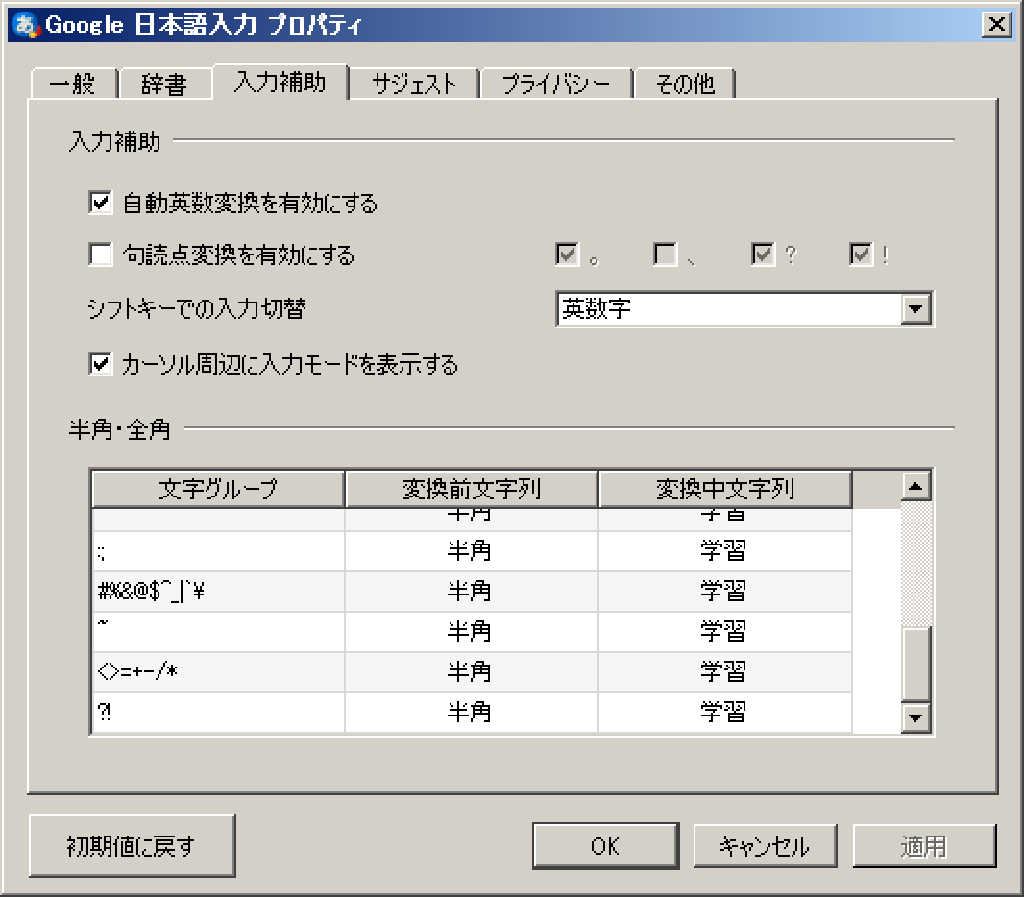 Google 日本語入力 プロパティ
一般 辞書 入力補助 サジェスト プライバシー その他
入力補助
自動英数変換を有効にする
句読点変換を有効にする 。 、 ? !
シフトキーでの入力切替 英数字
カーソル周辺に入力モードを表示する
半角・全角
文字グループ 変換前文字列 変換中文字列
半角 学習
:; 半角 学習
#%&@$^_|`¥ 半角 学習
~ 半角 学習
<>=+-/* 半角 学習
?! 半角 学習
初期値に戻す OK キャンセル 適用